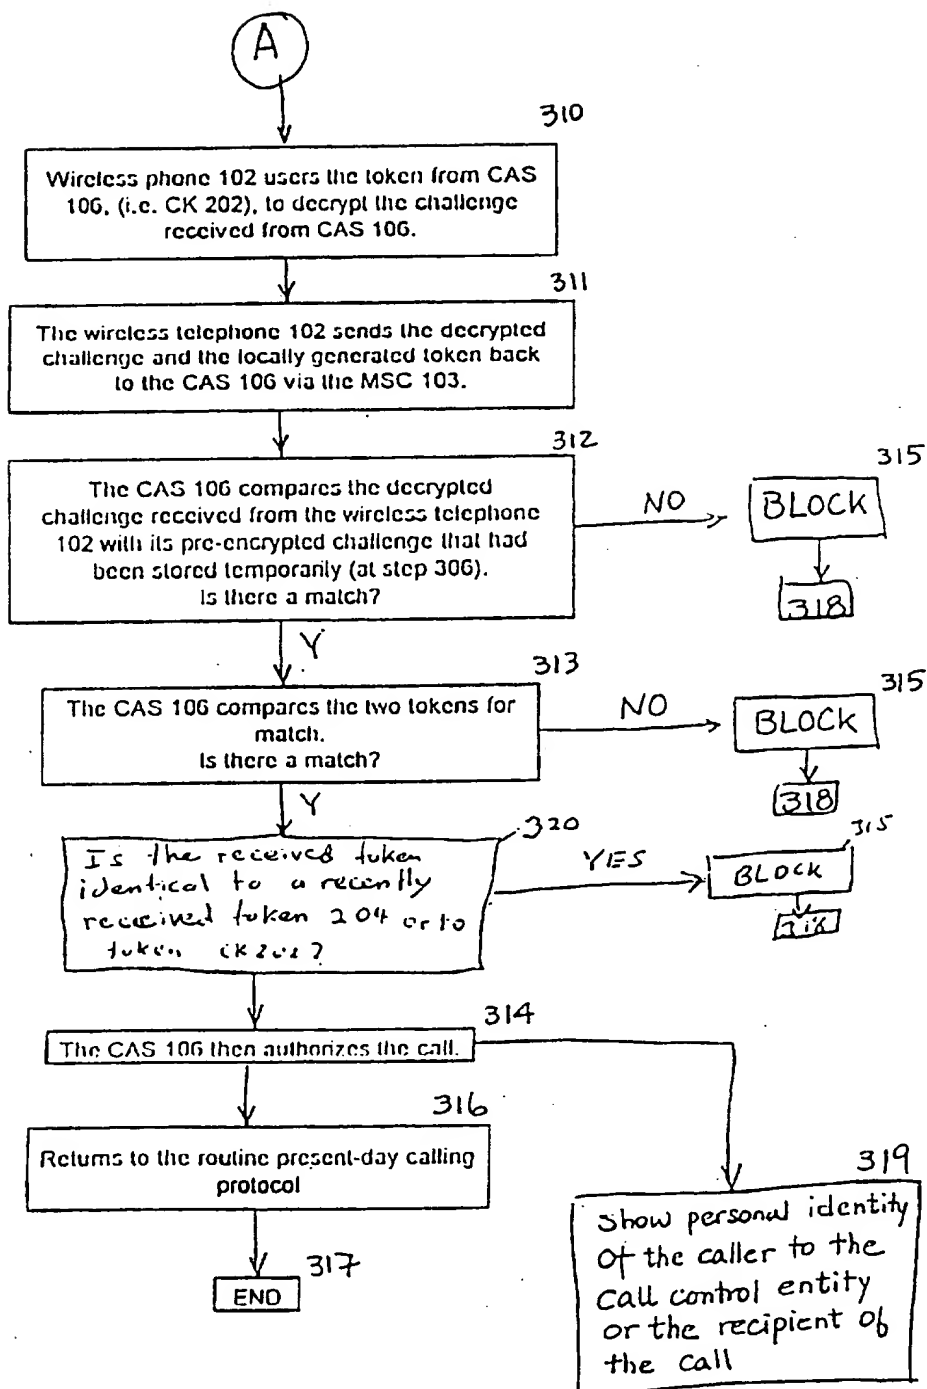 A
310
Wireless phone 102 users the token from CAS
106, (i.e. CK 202), to decrypt the challenge
received from CAS 106.
311
The wireless telephone 102 sends the decrypted
challenge and the locally generated token back
to the CAS 106 via the MSC 103.
312
The CAS 106 compares the decrypted
challenge received from the wireless telephone
102 with its pre-encrypted challenge that had
been stored temporarily (at step 306).
Is there a match?
NO
315
BLOCK
318
Y
313
The CAS 106 compares the two tokens for
match.
Is there a match?
NO
315
BLOCK
318
Y
320
Is the received token
identical to a recently
received token 204 or to
token CK202?
YES
315
BLOCK
318
314
The CAS 106 then authorizes the call.
316
Returns to the routine present-day calling
protocol
317
END
319
Show personal identity
Of the caller to the
Call control entity
or the recipient of
the call